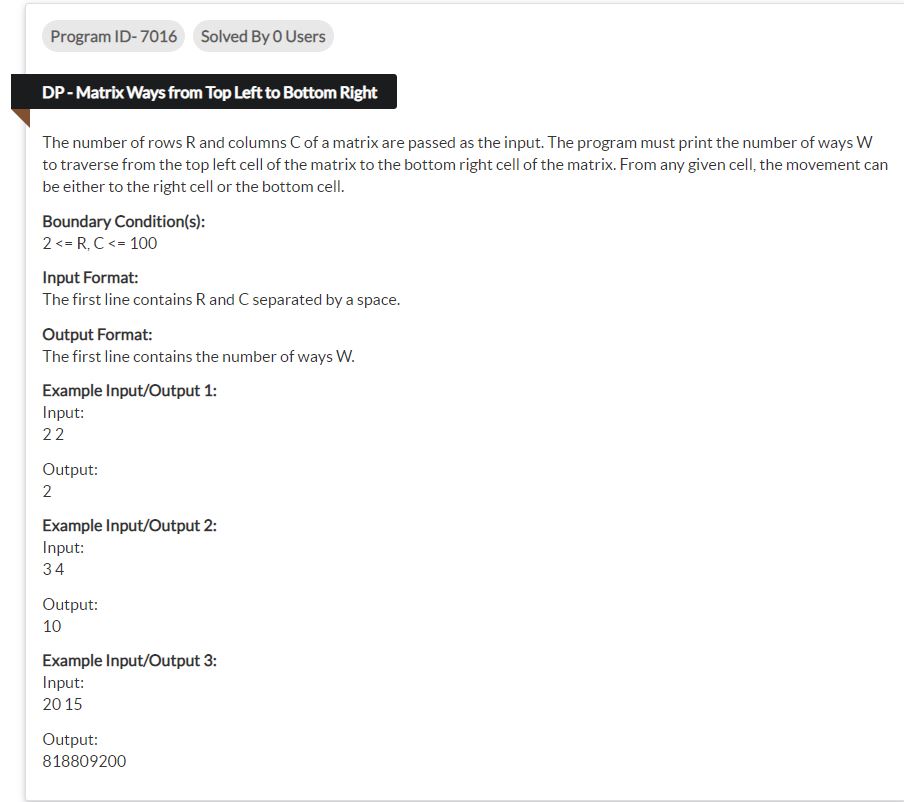 Program ID- 7016 Solved By 0 Users
DP - Matrix Ways from Top Left to Bottom Right
The number of rows R and columns C of a matrix are passed as the input. The program must print the number of ways W
to traverse from the top left cell of the matrix to the bottom right cell of the matrix. From any given cell, the movement can
be either to the right cell or the bottom cell.
Boundary Condition(s):
2 <= R, C <= 100
Input Format:
The first line contains R and C separated by a space.
Output Format:
The first line contains the number of ways W.
Example Input/Output 1:
Input:
2 2
Output:
2
Example Input/Output 2:
Input:
3 4
Output:
10
Example Input/Output 3:
Input:
20 15
Output:
818809200